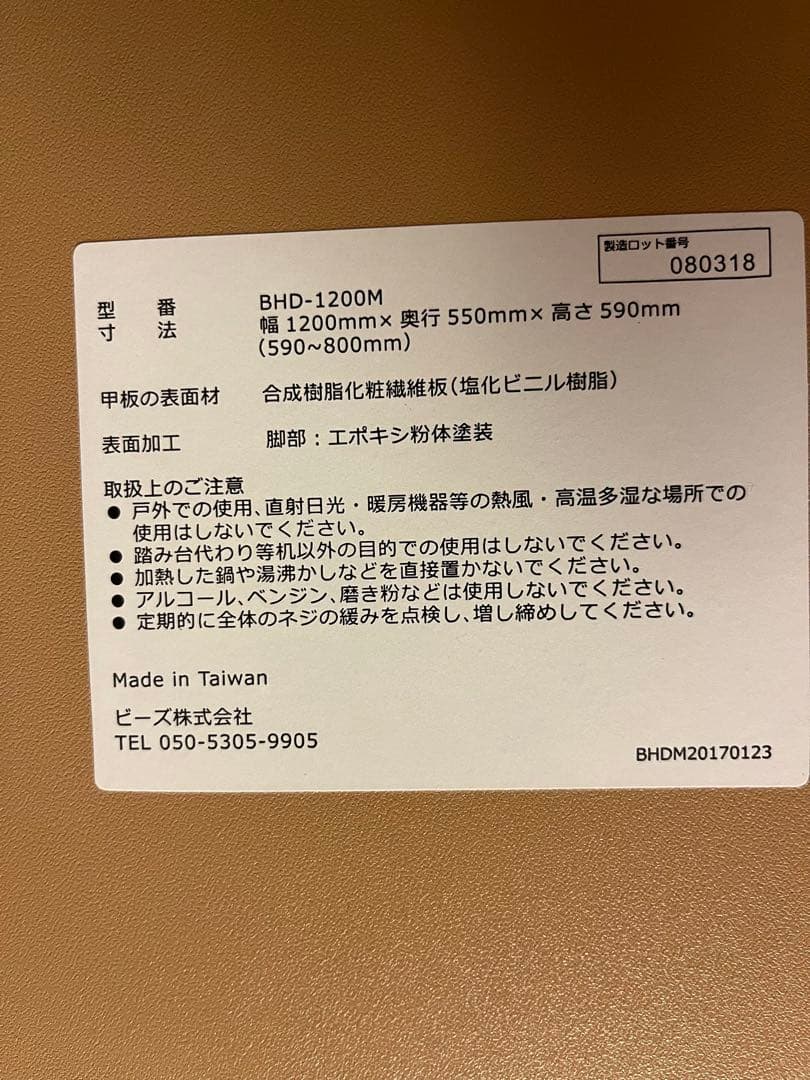 製造ロット番号
080318
型 番 BHD-1200M
寸 法 幅 1200mm× 奥行 550mm× 高さ 590mm
(590~800mm)
甲板の表面材 合成樹脂化粧繊維板(塩化ビニル樹脂)
表面加工 脚部:エポキシ粉体塗装
取扱上のご注意
● 戸外での使用、直射日光・暖房機器等の熱風・高温多湿な場所での
使用はしないでください。
● 踏み台代わり等机以外の目的での使用はしないでください。
● 加熱した鍋や湯沸かしなどを直接置かないでください。
● アルコール、ベンジン、磨き粉などは使用しないでください。
● 定期的に全体のネジの緩みを点検し、増し締めしてください。
Made in Taiwan
ビーズ株式会社
TEL 050-5305-9905
BHDM20170123